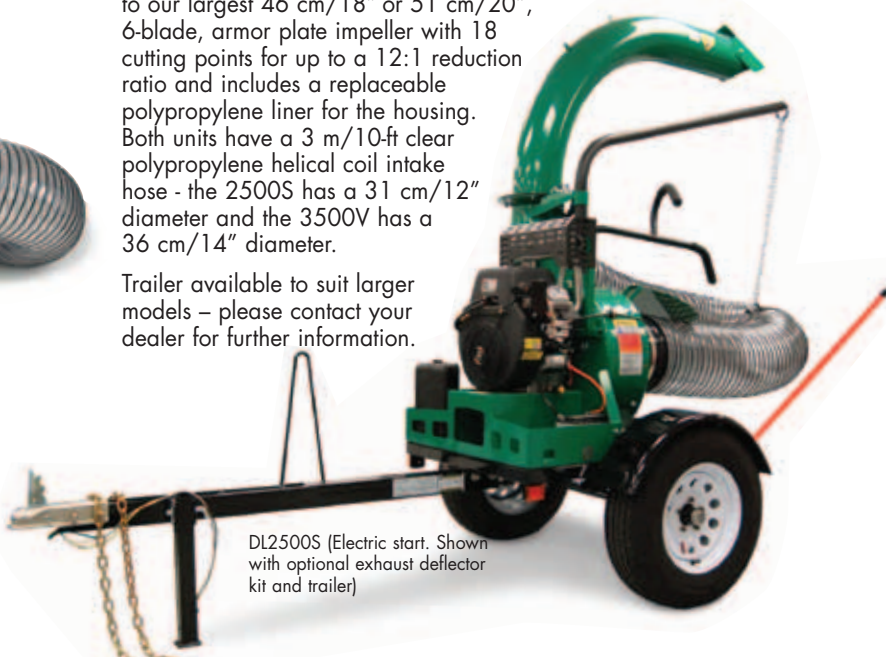 to our largest 46 cm/18” or 51 cm/20”,
6-blade, armor plate impeller with 18
cutting points for up to a 12:1 reduction
ratio and includes a replaceable
polypropylene liner for the housing.
Both units have a 3 m/10-ft clear
polypropylene helical coil intake
hose - the 2500S has a 31 cm/12”
diameter and the 3500V has a
36 cm/14” diameter.
Trailer available to suit larger
models – please contact your
dealer for further information.
DL2500S (Electric start. Shown
with optional exhaust deflector
kit and trailer)